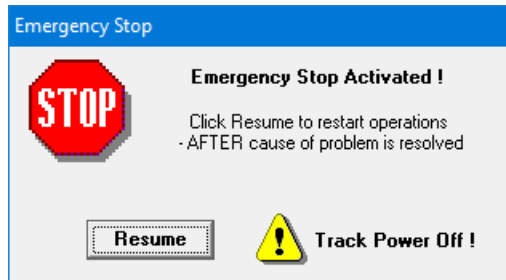 Emergency Stop
STOP
Emergency Stop Activated !
Click Resume to restart operations
- AFTER cause of problem is resolved
Resume
! Track Power Off !